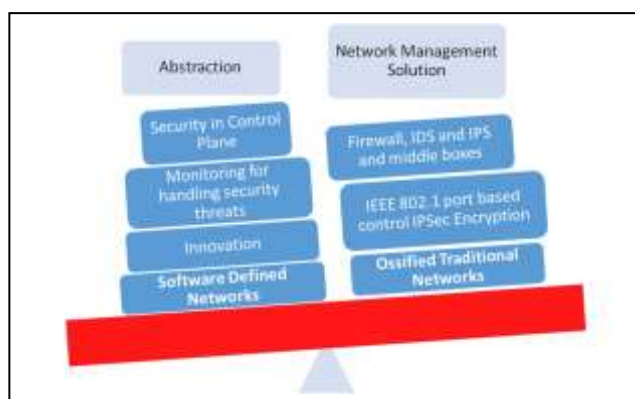 Abstraction
Network Management
Solution
Security in Control
Plane
Monitoring for
handling security
threats
Innovation
Software Defined
Networks
Firewall, IDS and IPS
and middle boxes
IEEE 802.1 port based
control IPSec Encryption
Ossified Traditional
Networks